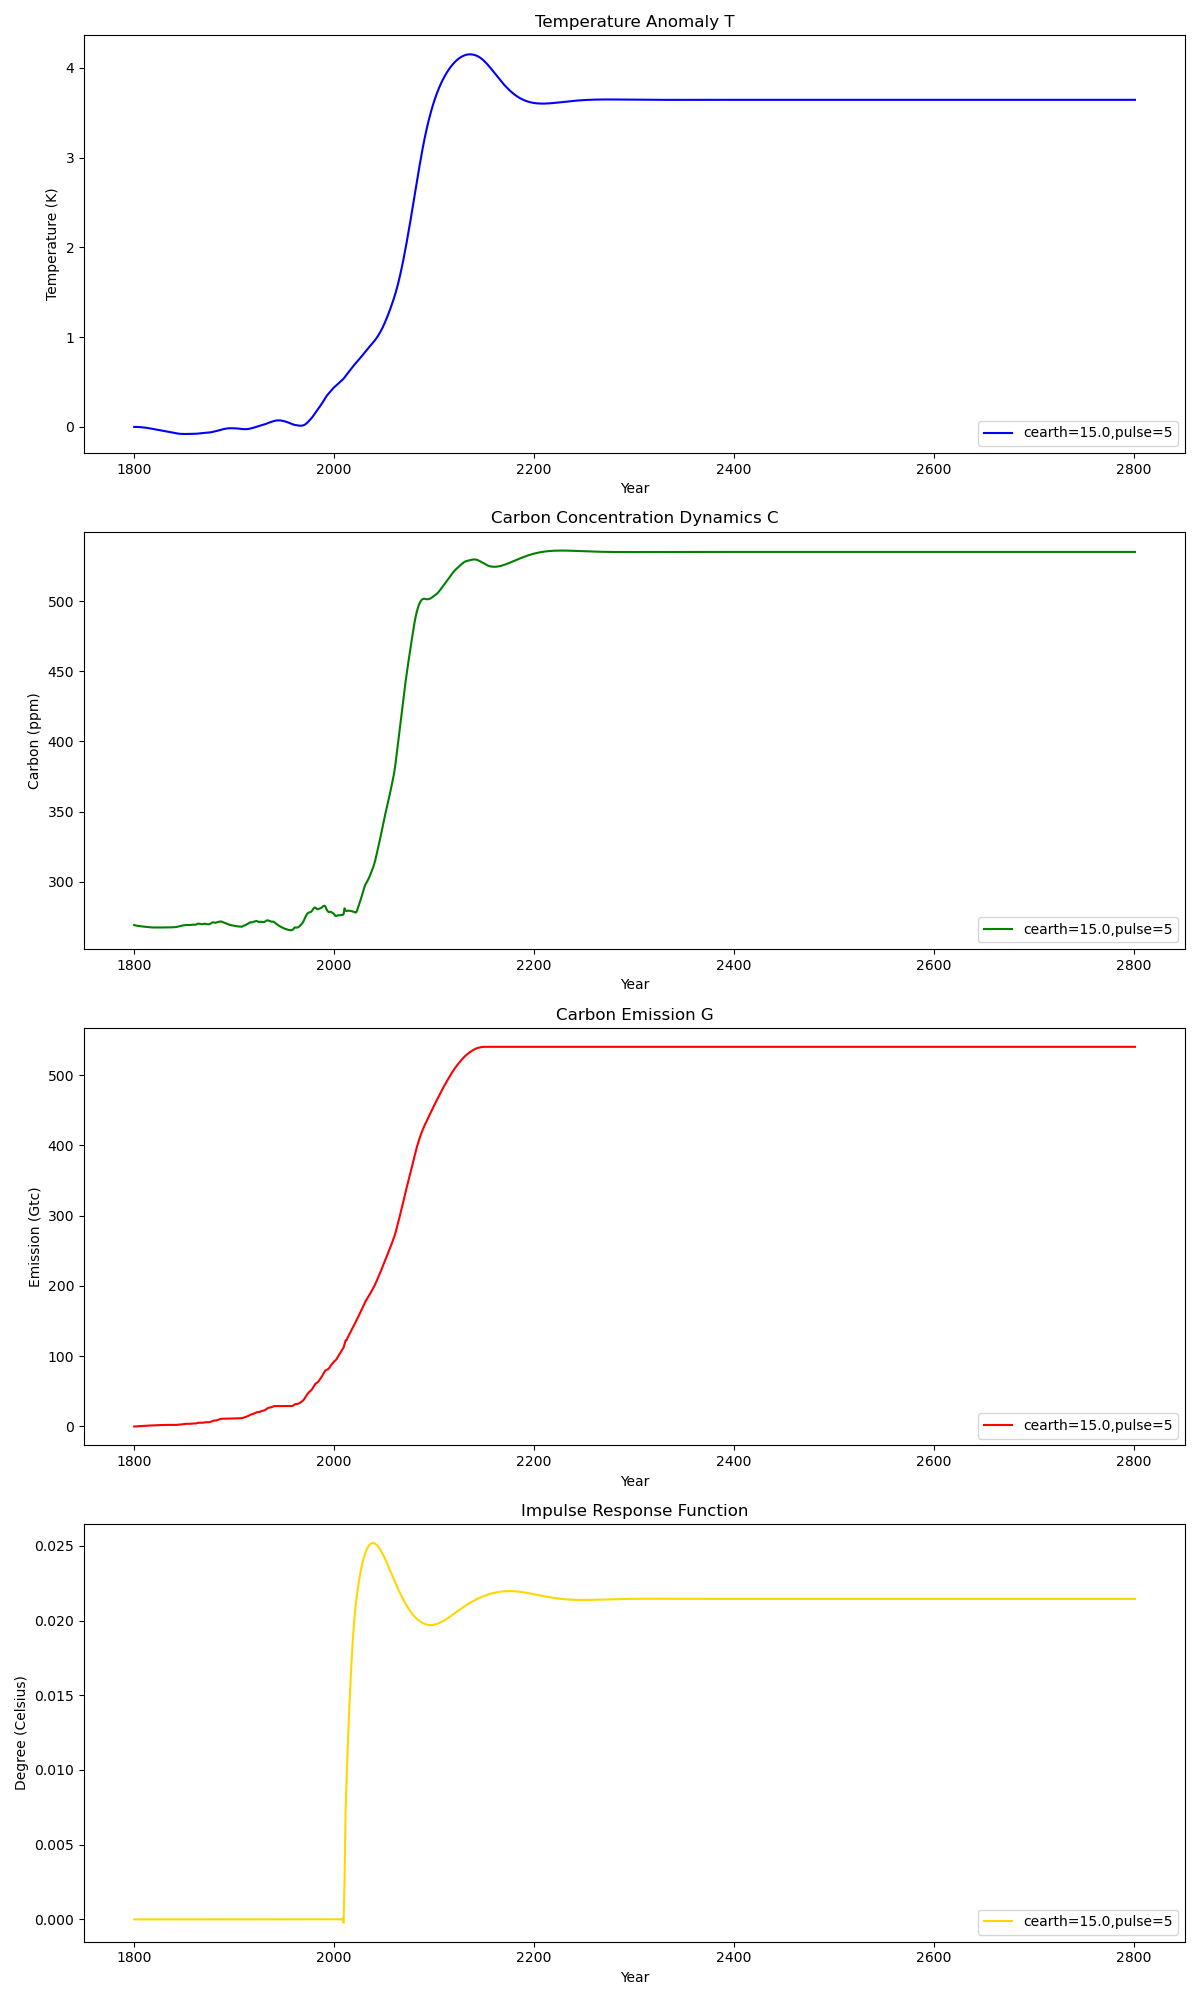 Temperature Anomaly T
4
3
2
1
0
Temperature (K)
cearth=15.0,pulse=5
1800 2000 2200 2400 2600 2800
Year
Carbon Concentration Dynamics C
500
450
400
350
300
Carbon (ppm)
cearth=15.0,pulse=5
1800 2000 2200 2400 2600 2800
Year
Carbon Emission G
500
400
300
200
100
0
Emission (Gtc)
cearth=15.0,pulse=5
1800 2000 2200 2400 2600 2800
Year
Impulse Response Function
0.025
0.020
0.015
0.010
0.005
0.000
Degree (Celsius)
cearth=15.0,pulse=5
1800 2000 2200 2400 2600 2800
Year